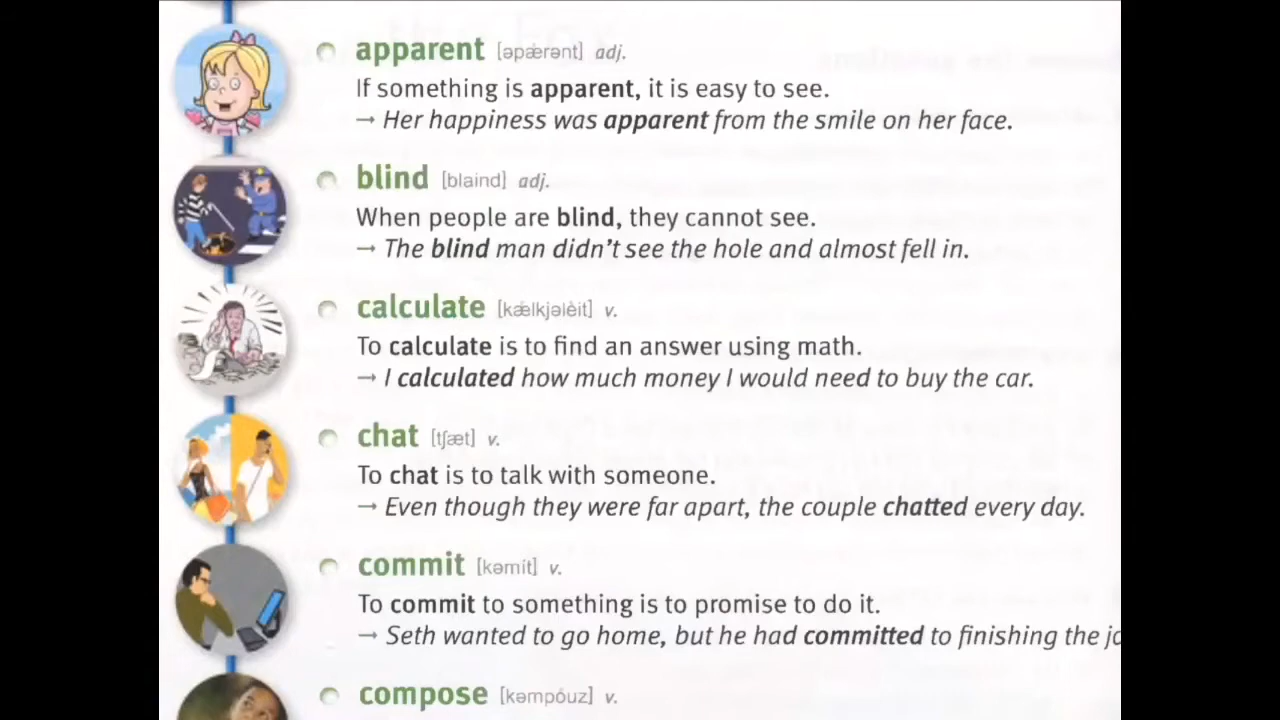 apparent [əpǽrənt] adj.
If something is apparent, it is easy to see.
→ Her happiness was apparent from the smile on her face.
blind [blaind] adj.
When people are blind, they cannot see.
→ The blind man didn't see the hole and almost fell in.
calculate [kǽlkjəlèit] v.
To calculate is to find an answer using math.
→ I calculated how much money I would need to buy the car.
chat [tʃæt] v.
To chat is to talk with someone.
→ Even though they were far apart, the couple chatted every day.
commit [kəmít] v.
To commit to something is to promise to do it.
→ Seth wanted to go home, but he had committed to finishing the
compose [kəmpóuz] v.